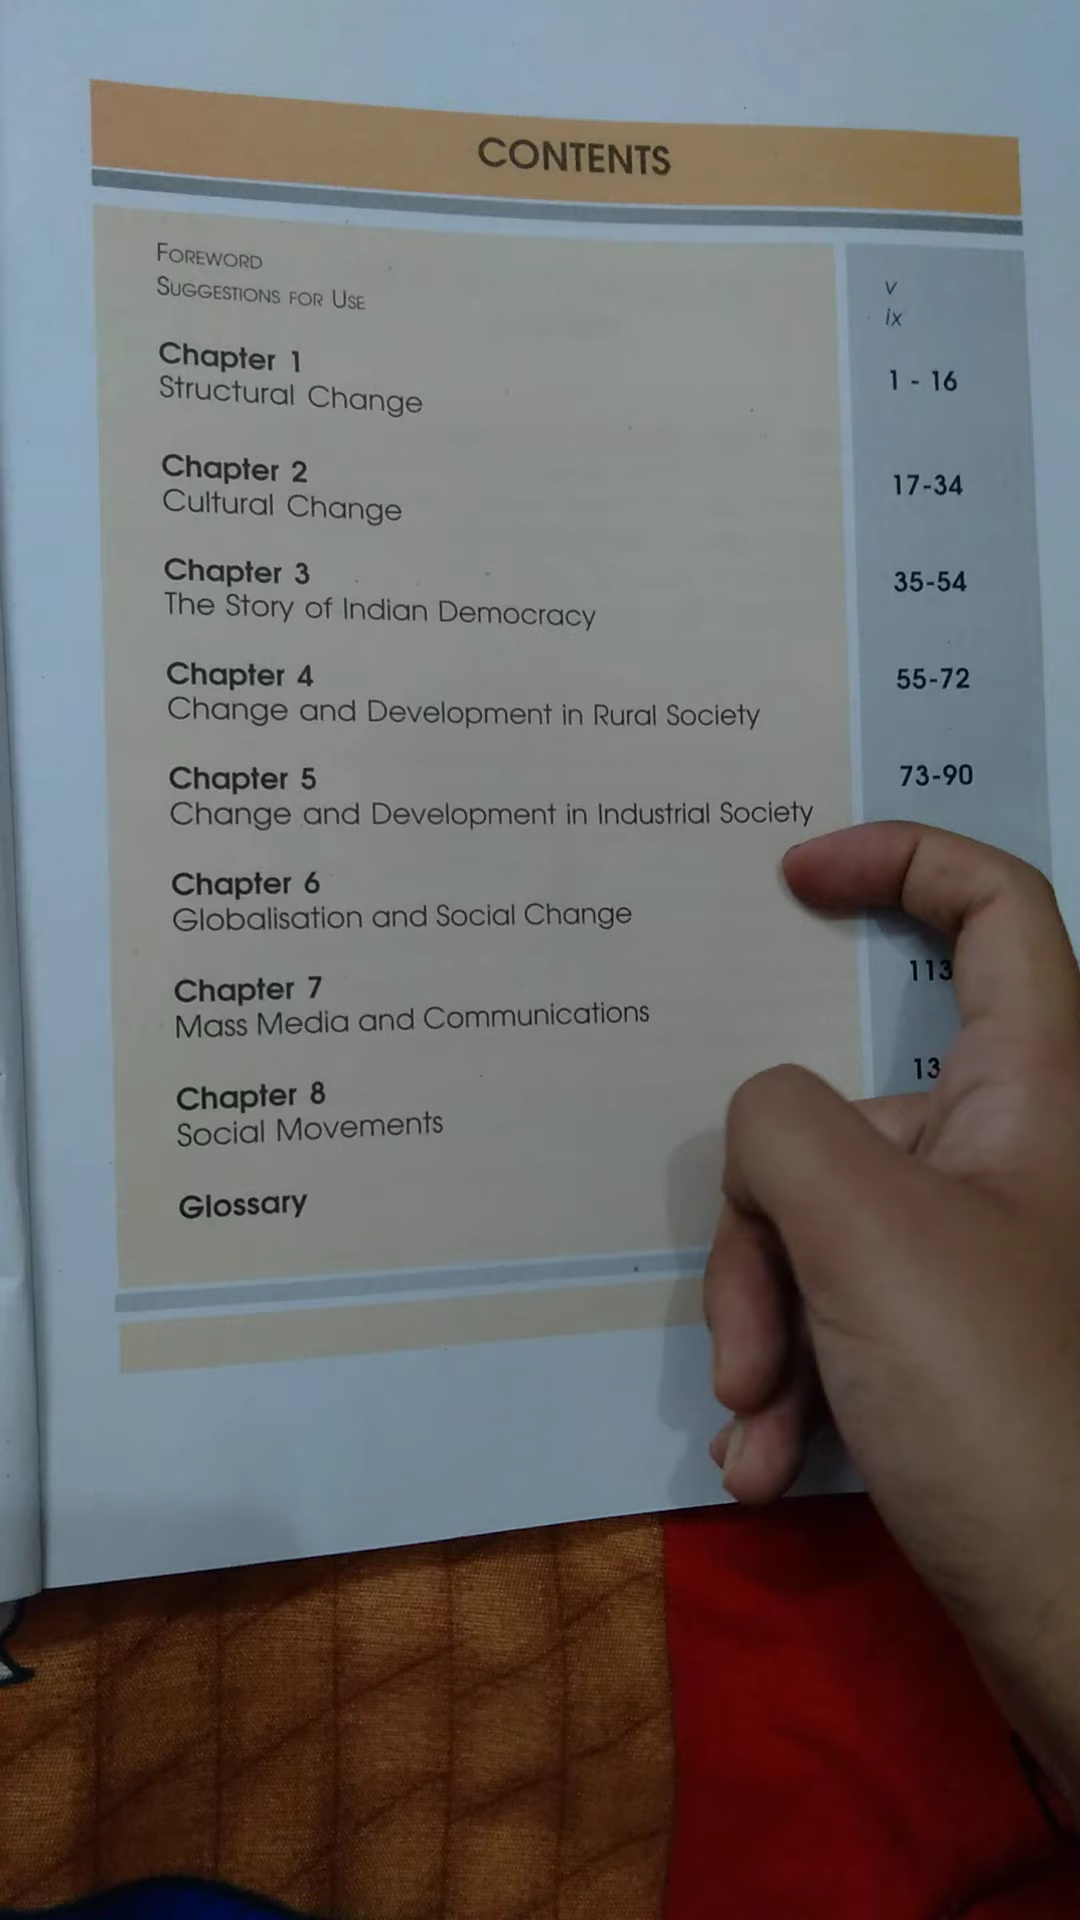 CONTENTS
FOREWORD
v
SUGGESTIONS FOR USE
ix
Chapter 1
Structural Change
1 - 16
Chapter 2
Cultural Change
17-34
Chapter 3
The Story of Indian Democracy
35-54
Chapter 4
Change and Development in Rural Society
55-72
Chapter 5
Change and Development in Industrial Society
73-90
Chapter 6
Globalisation and Social Change
Chapter 7
Mass Media and Communications
113
Chapter 8
Social Movements
Glossary